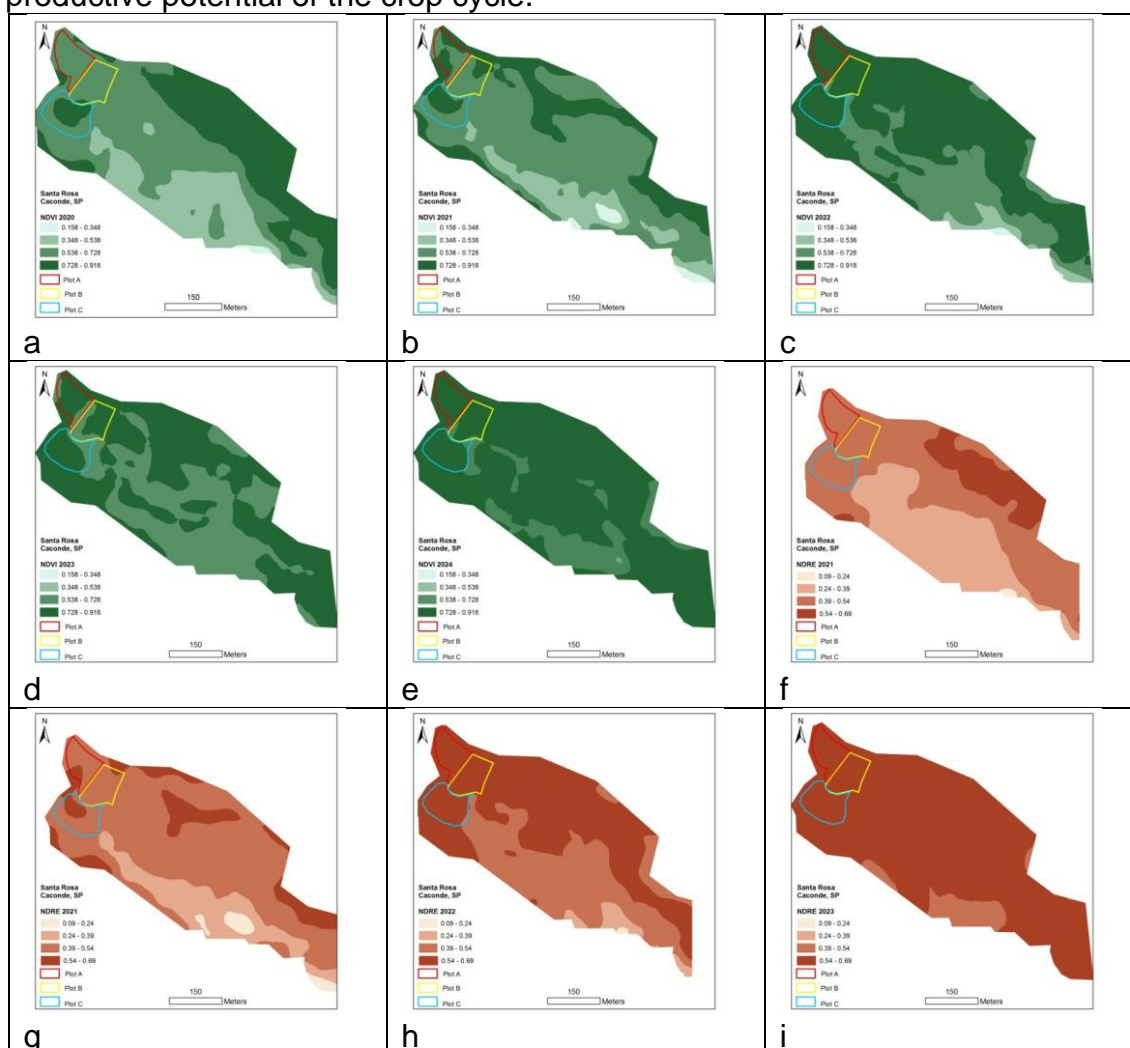 productive potential of the crop cycle.
N
Santa Rosa
Caconde, SP
NDVI 2020
0.158 - 0.348
0.348 - 0.538
0.538 - 0.728
0.728 - 0.918
Plot A
Plot B
Plot C
150
Meters
a
N
Santa Rosa
Caconde, SP
NDVI 2021
0.158 - 0.348
0.348 - 0.538
0.538 - 0.728
0.728 - 0.918
Plot A
Plot B
Plot C
150
Meters
b
N
Santa Rosa
Caconde, SP
NDVI 2022
0.158 - 0.348
0.348 - 0.538
0.538 - 0.728
0.728 - 0.918
Plot A
Plot B
Plot C
150
Meters
c
N
Santa Rosa
Caconde, SP
NDVI 2023
0.158 - 0.348
0.348 - 0.538
0.538 - 0.728
0.728 - 0.918
Plot A
Plot B
Plot C
150
Meters
d
N
Santa Rosa
Caconde, SP
NDVI 2024
0.158 - 0.348
0.348 - 0.538
0.538 - 0.728
0.728 - 0.918
Plot A
Plot B
Plot C
150
Meters
e
N
Santa Rosa
Caconde, SP
NDRE 2021
0.09 - 0.24
0.24 - 0.39
0.39 - 0.54
0.54 - 0.69
Plot A
Plot B
Plot C
150
Meters
f
N
Santa Rosa
Caconde, SP
NDRE 2021
0.09 - 0.24
0.24 - 0.39
0.39 - 0.54
0.54 - 0.69
Plot A
Plot B
Plot C
150
Meters
g
N
Santa Rosa
Caconde, SP
NDRE 2022
0.09 - 0.24
0.24 - 0.39
0.39 - 0.54
0.54 - 0.69
Plot A
Plot B
Plot C
150
Meters
h
N
Santa Rosa
Caconde, SP
NDRE 2023
0.09 - 0.24
0.24 - 0.39
0.39 - 0.54
0.54 - 0.69
Plot A
Plot B
Plot C
150
Meters
i